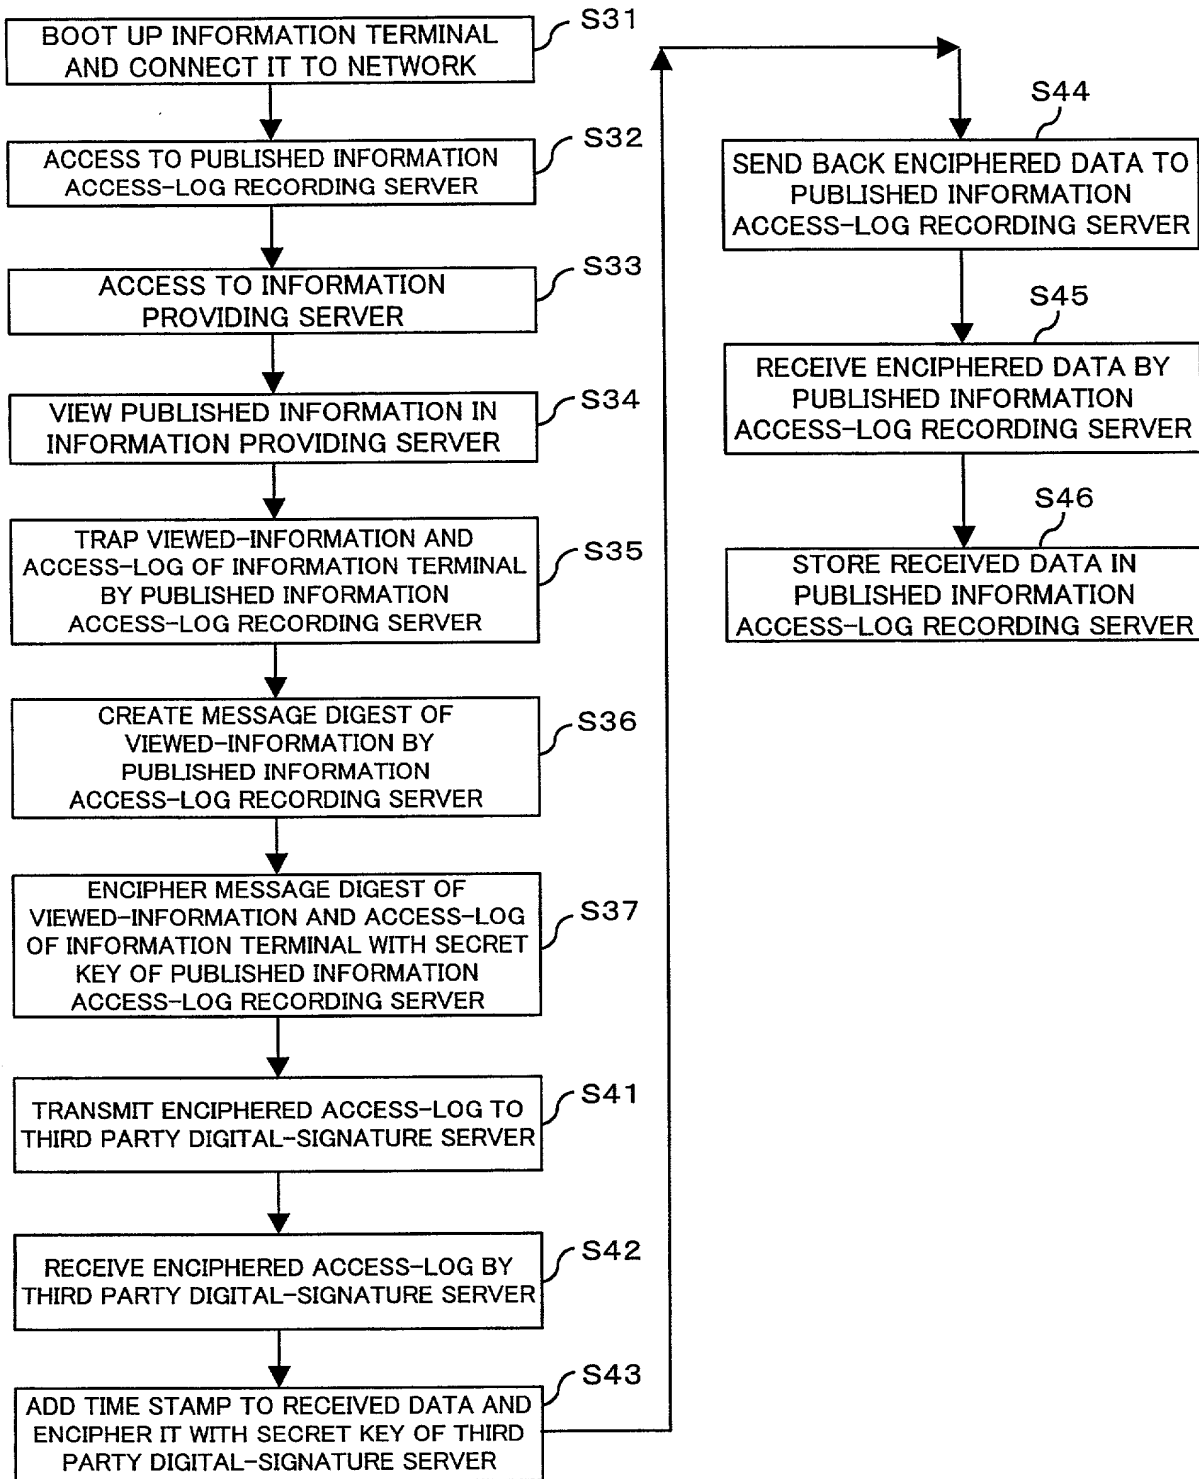 S31
BOOT UP INFORMATION TERMINAL
AND CONNECT IT TO NETWORK
S32
ACCESS TO PUBLISHED INFORMATION
ACCESS-LOG RECORDING SERVER
S33
ACCESS TO INFORMATION
PROVIDING SERVER
S34
VIEW PUBLISHED INFORMATION IN
INFORMATION PROVIDING SERVER
S35
TRAP VIEWED-INFORMATION AND
ACCESS-LOG OF INFORMATION TERMINAL
BY PUBLISHED INFORMATION
ACCESS-LOG RECORDING SERVER
S36
CREATE MESSAGE DIGEST OF
VIEWED-INFORMATION BY
PUBLISHED INFORMATION
ACCESS-LOG RECORDING SERVER
S37
ENCIPHER MESSAGE DIGEST OF
VIEWED-INFORMATION AND ACCESS-LOG
OF INFORMATION TERMINAL WITH SECRET
KEY OF PUBLISHED INFORMATION
ACCESS-LOG RECORDING SERVER
S41
TRANSMIT ENCIPHERED ACCESS-LOG TO
THIRD PARTY DIGITAL-SIGNATURE SERVER
S42
RECEIVE ENCIPHERED ACCESS-LOG BY
THIRD PARTY DIGITAL-SIGNATURE SERVER
S43
ADD TIME STAMP TO RECEIVED DATA AND
ENCIPHER IT WITH SECRET KEY OF THIRD
PARTY DIGITAL-SIGNATURE SERVER
S44
SEND BACK ENCIPHERED DATA TO
PUBLISHED INFORMATION
ACCESS-LOG RECORDING SERVER
S45
RECEIVE ENCIPHERED DATA BY
PUBLISHED INFORMATION
ACCESS-LOG RECORDING SERVER
S46
STORE RECEIVED DATA IN
PUBLISHED INFORMATION
ACCESS-LOG RECORDING SERVER